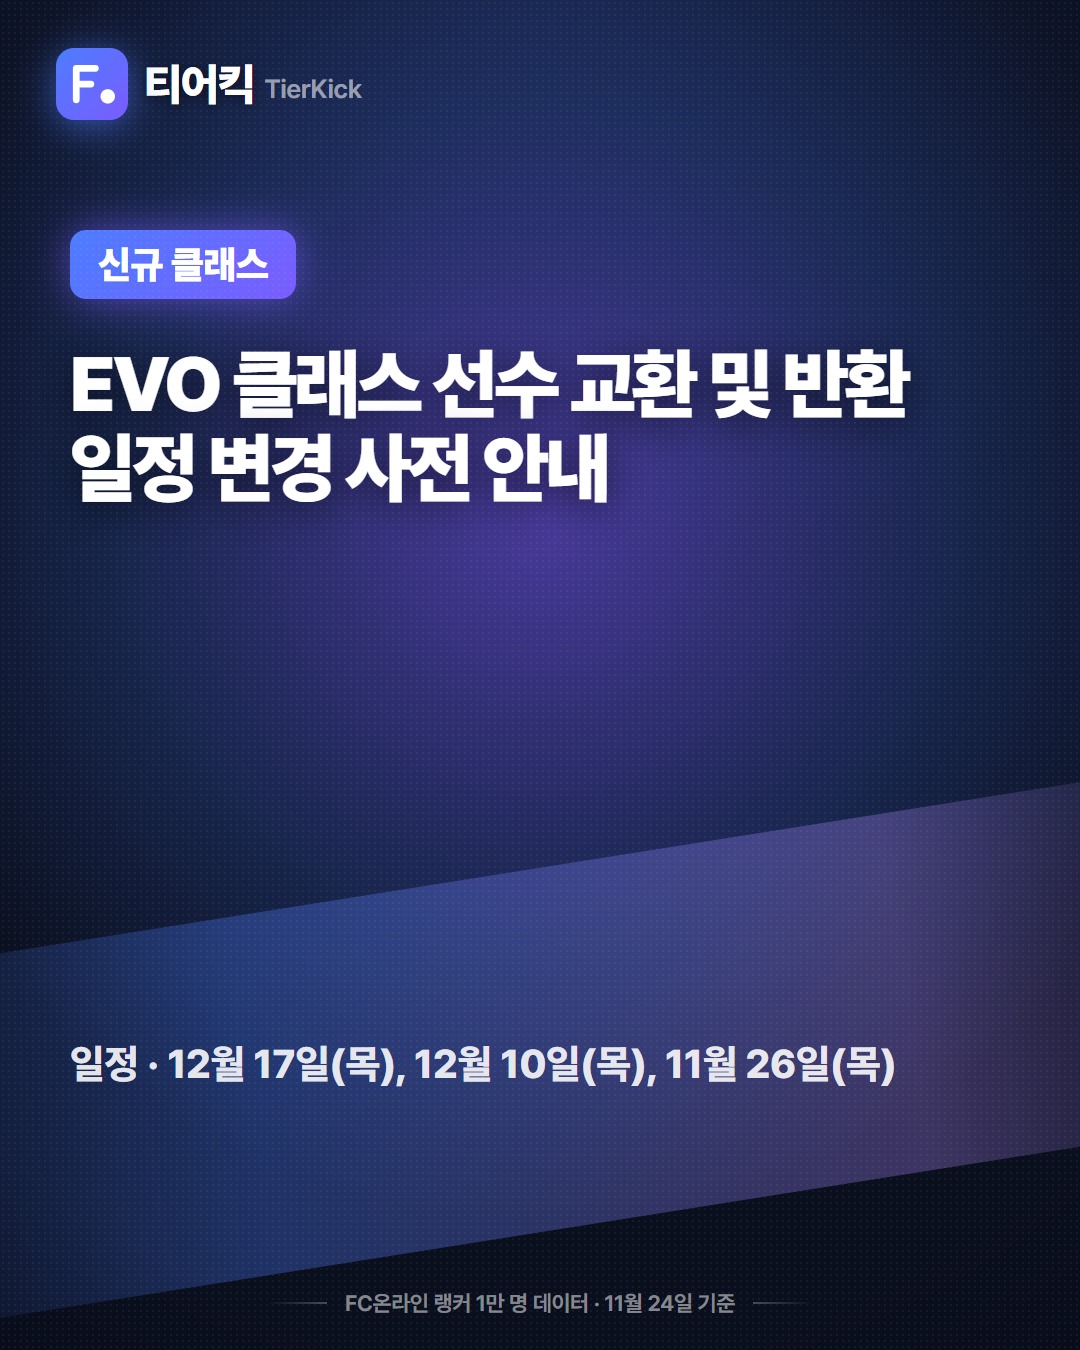 F.
티어킥 TierKick
신규 클래스
EVO 클래스 선수 교환 및 반환
일정 변경 사전 안내
일정 · 12월 17일(목), 12월 10일(목), 11월 26일(목)
FC온라인 랭커 1만 명 데이터 · 11월 24일 기준